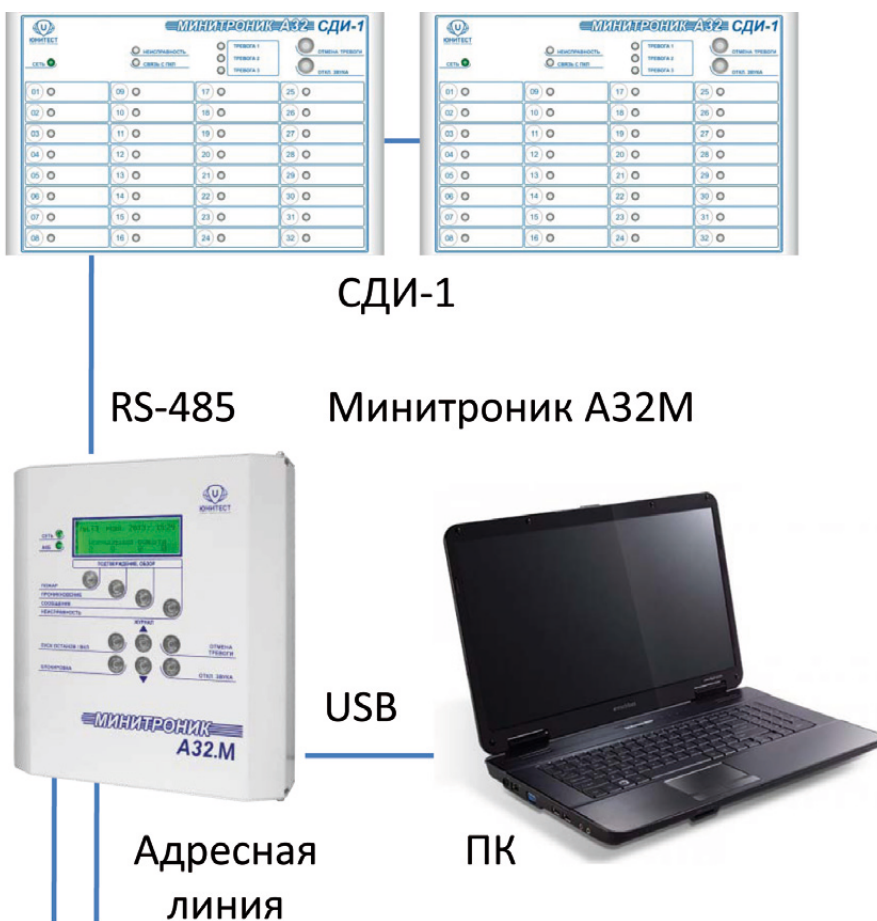 МИНИТРОНИК А32 СДИ-1
ЮНИТЕСТ
СЕТЬ
НЕИСПРАВНОСТЬ
СВЯЗЬ С ПКП
ТРЕВОГА 1
ТРЕВОГА 2
ТРЕВОГА 3
ОТМЕНА ТРЕВОГИ
ОТКЛ. ЗВУКА
01 09 17 25
02 10 18 26
03 11 19 27
04 12 20 28
05 13 21 29
06 14 22 30
07 15 23 31
08 16 24 32
МИНИТРОНИК А32 СДИ-1
ЮНИТЕСТ
СЕТЬ
НЕИСПРАВНОСТЬ
СВЯЗЬ С ПКП
ТРЕВОГА 1
ТРЕВОГА 2
ТРЕВОГА 3
ОТМЕНА ТРЕВОГИ
ОТКЛ. ЗВУКА
01 09 17 25
02 10 18 26
03 11 19 27
04 12 20 28
05 13 21 29
06 14 22 30
07 15 23 31
08 16 24 32
СДИ-1
RS-485
Минитроник А32М
ЮНИТЕСТ
СЕТЬ
ПОДТВЕРЖДЕНИЕ, ОБЗОР
ПОЖАР
ПРОНИКНОВЕНИЕ
СООБЩЕНИЕ
НЕИСПРАВНОСТЬ
ЖУРНАЛ
ОТМЕНА
ТРЕВОГИ
БЛОКИРОВКА
ОТКЛ. ЗВУКА
МИНИТРОНИК
А32.М
USB
Адресная
линия
ПК